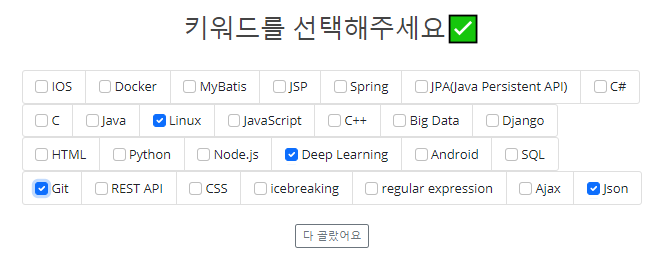 키워드를 선택해주세요✅
IOS Docker MyBatis JSP Spring JPA(Java Persistent API) C#
C Java Linux JavaScript C++ Big Data Django
HTML Python Node.js Deep Learning Android SQL
Git REST API CSS icebreaking regular expression Ajax Json
다 골랐어요